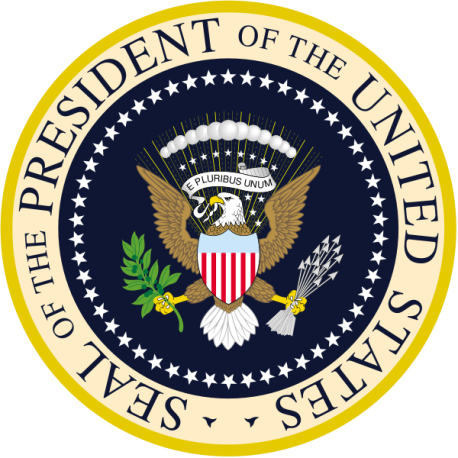 SEAL OF THE PRESIDENT OF THE UNITED STATES
E PLURIBUS UNUM